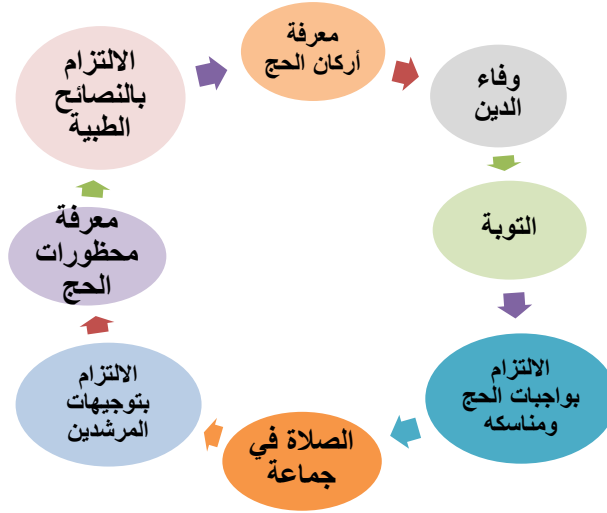 معرفة
أركان الحج
وفاء
الدين
التوبة
الالتزام
بواجبات الحج
ومناسكه
الصلاة في
جماعة
الالتزام
بتوجيهات
المرشدين
معرفة
محظورات
الحج
الالتزام
بالنصائح
الطبية